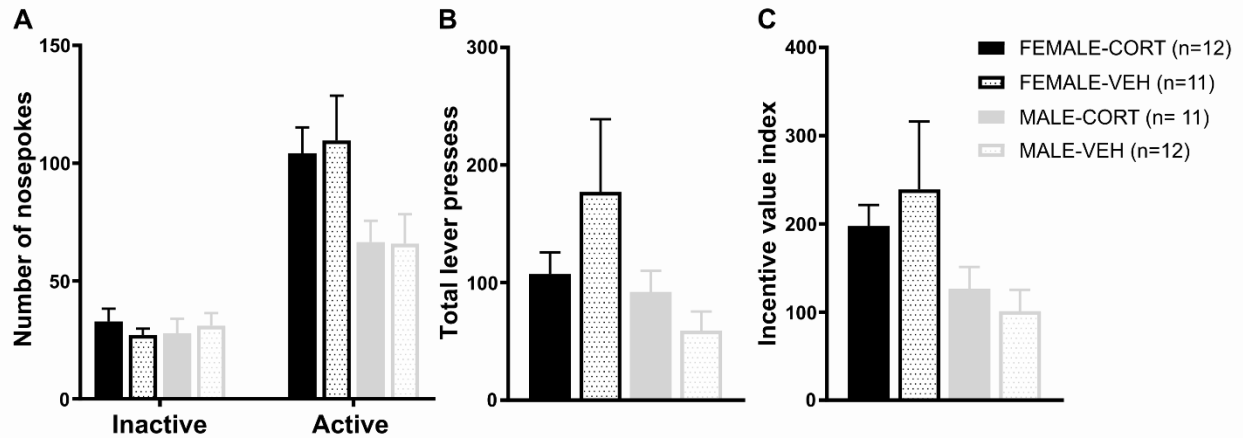 A
Number of nosepokes
150
100
50
0
Inactive
Active
B
Total lever pressess
300
200
100
0
C
Incentive value index
400
300
200
100
0
FEMALE-CORT (n=12)
FEMALE-VEH (n=11)
MALE-CORT (n= 11)
MALE-VEH (n=12)